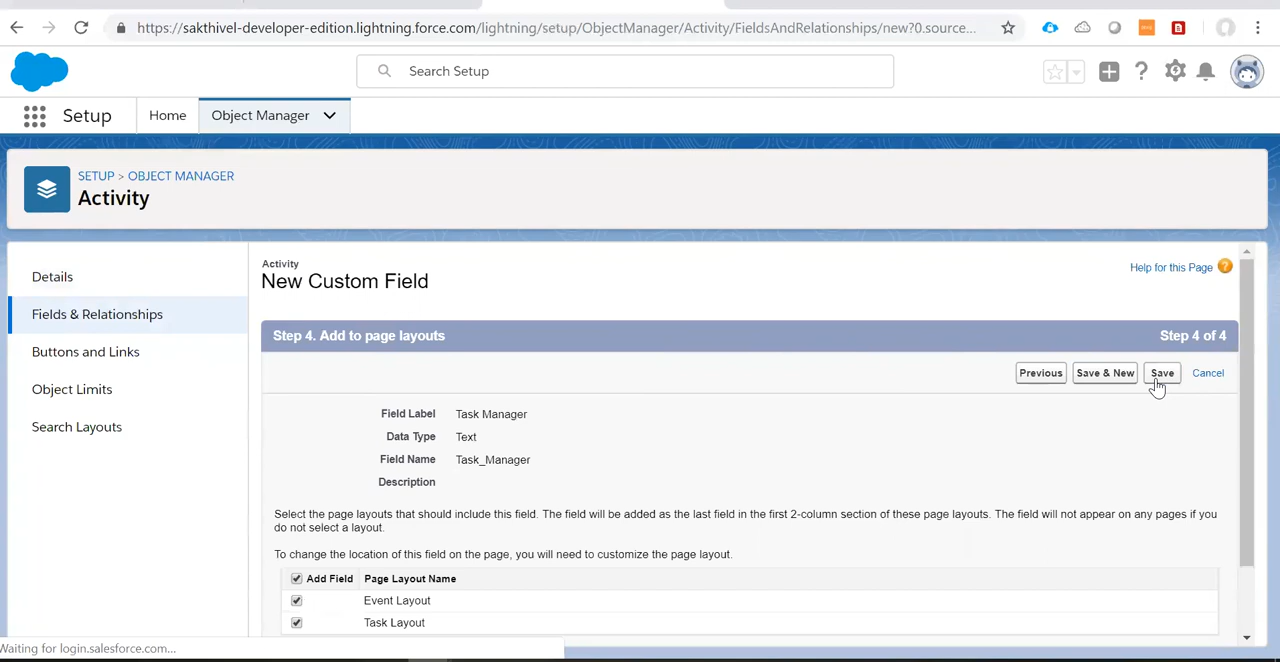 https://sakthivel-developer-edition.lightning.force.com/lightning/setup/ObjectManager/Activity/FieldsAndRelationships/new?0.source...
Search Setup
Setup
Home
Object Manager
SETUP > OBJECT MANAGER
Activity
Details
Fields & Relationships
Buttons and Links
Object Limits
Search Layouts
Activity
New Custom Field
Help for this Page
Step 4. Add to page layouts
Step 4 of 4
Previous
Save & New
Save
Cancel
Field Label Task Manager
Data Type Text
Field Name Task_Manager
Description
Select the page layouts that should include this field. The field will be added as the last field in the first 2-column section of these page layouts. The field will not appear on any pages if you
do not select a layout.
To change the location of this field on the page, you will need to customize the page layout.
Add Field Page Layout Name
Event Layout
Task Layout
Waiting for login.salesforce.com...